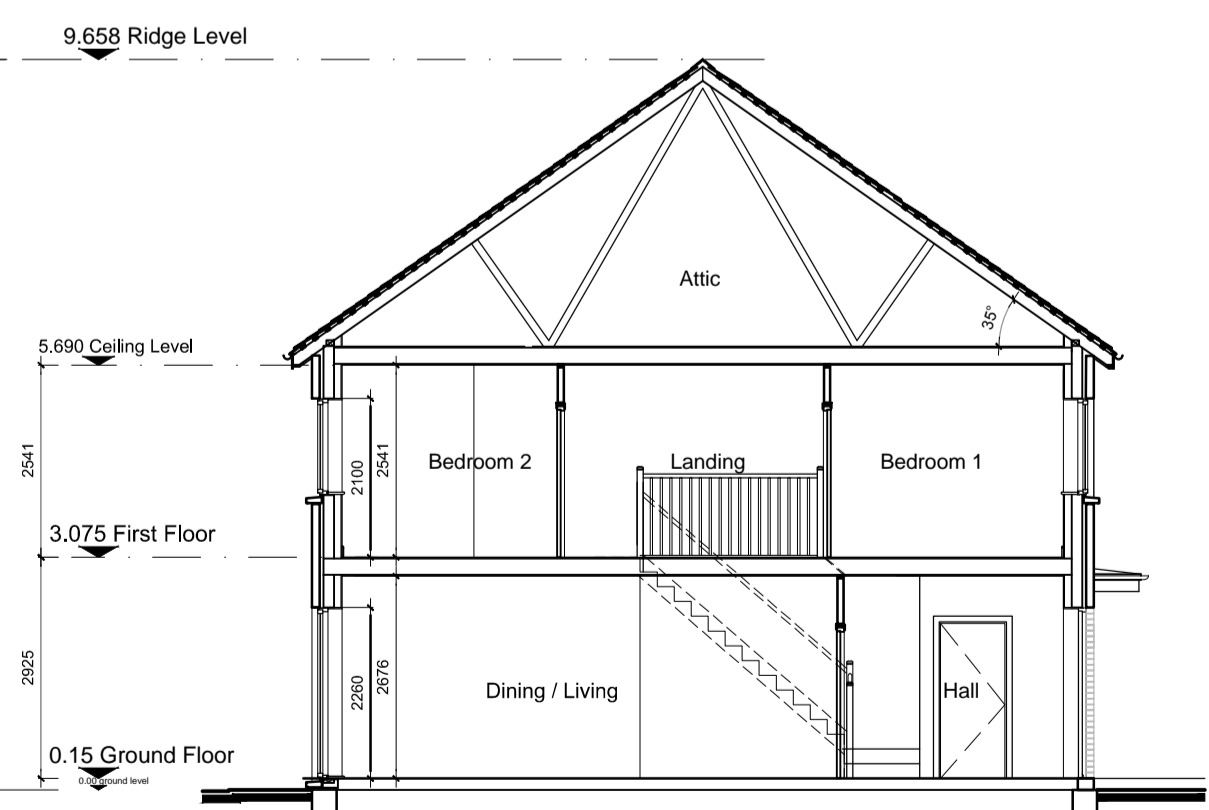 9.658 Ridge Level
Attic
35°
5.690 Ceiling Level
2541
2100
2541
Bedroom 2
Landing
Bedroom 1
3.075 First Floor
2925
2260
2676
Dining / Living
Hall
0.15 Ground Floor
0.00 ground level